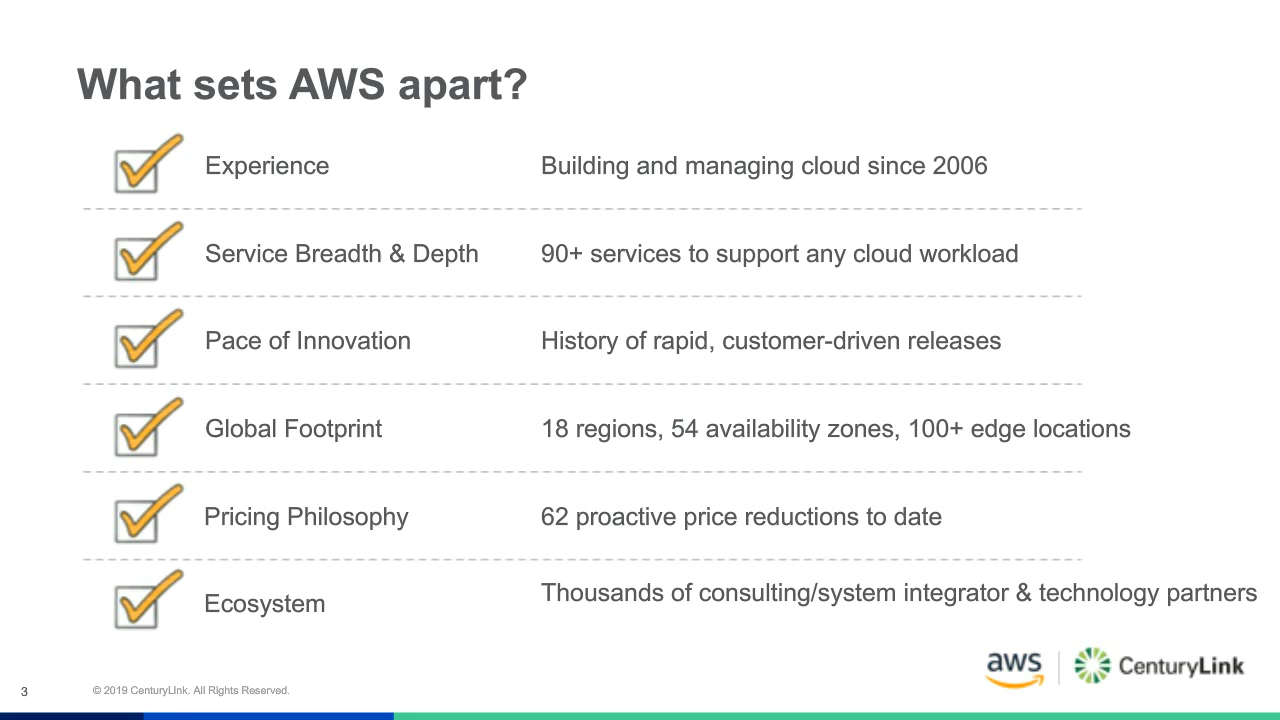 What sets AWS apart?
Experience Building and managing cloud since 2006
Service Breadth & Depth 90+ services to support any cloud workload
Pace of Innovation History of rapid, customer-driven releases
Global Footprint 18 regions, 54 availability zones, 100+ edge locations
Pricing Philosophy 62 proactive price reductions to date
Ecosystem Thousands of consulting/system integrator & technology partners
aws CenturyLink
3 © 2019 CenturyLInk. All Rights Reserved.